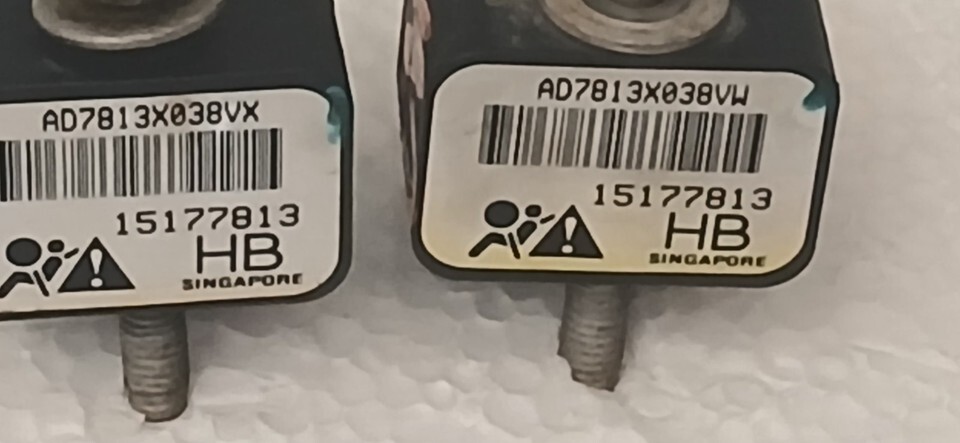 AD7813X038VX
15177813
HB
SINGAPORE
AD7813X038VW
15177813
HB
SINGAPORE